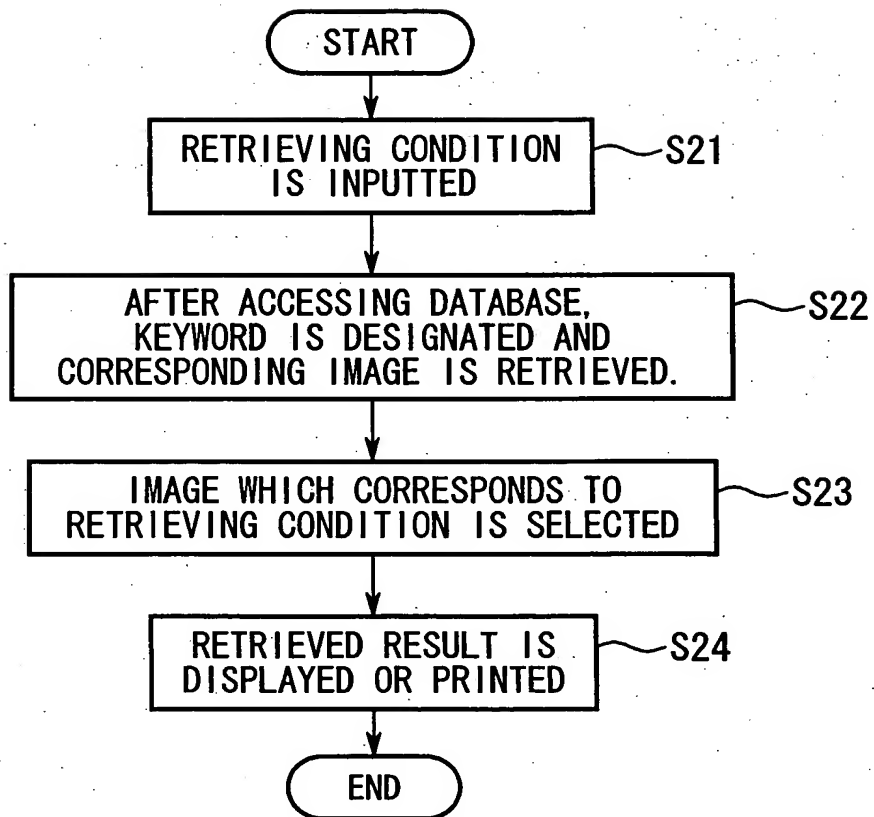 START
RETRIEVING CONDITION
IS INPUTTED
S21
AFTER ACCESSING DATABASE,
KEYWORD IS DESIGNATED AND
CORRESPONDING IMAGE IS RETRIEVED.
S22
IMAGE WHICH CORRESPONDS TO
RETRIEVING CONDITION IS SELECTED
S23
RETRIEVED RESULT IS
DISPLAYED OR PRINTED
S24
END